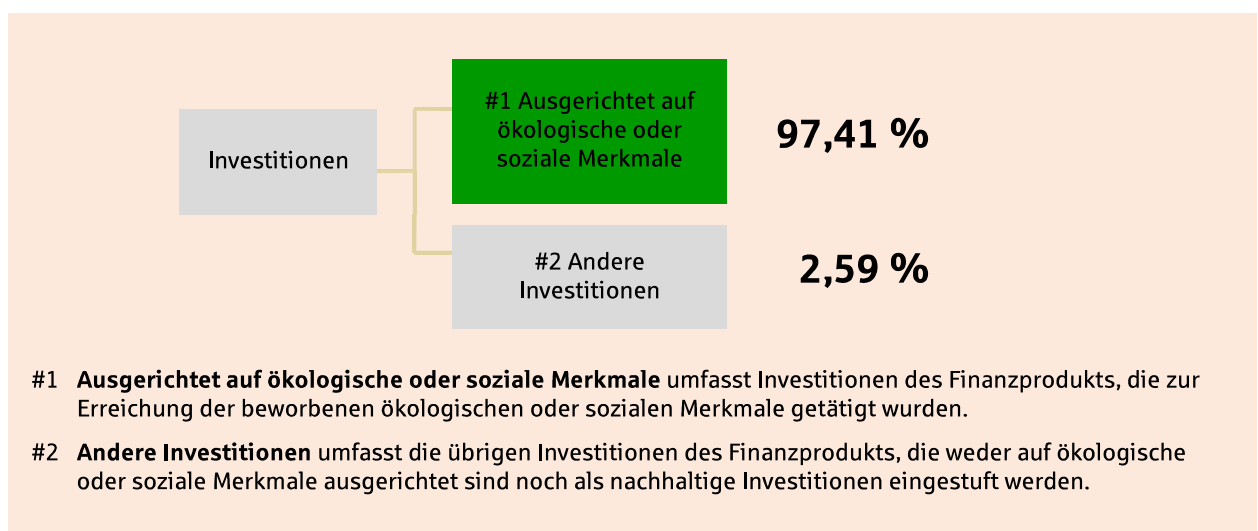 #1 Ausgerichtet auf
ökologische oder
soziale Merkmale
97,41 %
Investitionen
#2 Andere
Investitionen
2,59 %
#1 Ausgerichtet auf ökologische oder soziale Merkmale umfasst Investitionen des Finanzprodukts, die zur
Erreichung der beworbenen ökologischen oder sozialen Merkmale getätigt wurden.
#2 Andere Investitionen umfasst die übrigen Investitionen des Finanzprodukts, die weder auf ökologische
oder soziale Merkmale ausgerichtet sind noch als nachhaltige Investitionen eingestuft werden.